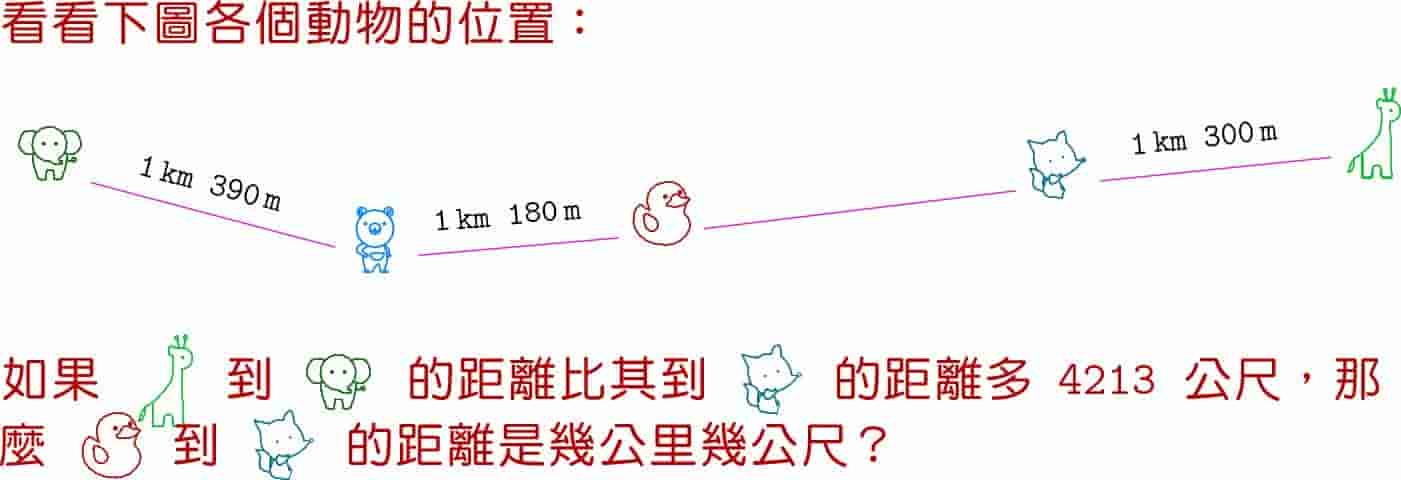 看看下圖各個動物的位置：
1 km 390 m
1 km 180 m
1 km 300 m
如果 到 的距離比其到 的距離多 4213 公尺，那
麼 到 的距離是幾公里幾公尺？